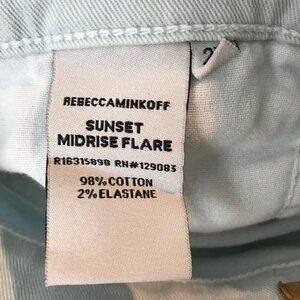 REBECCAMINKOFF
SUNSET
MIDRISE FLARE
R1831589B RN#129083
98% COTTON
2% ELASTANE